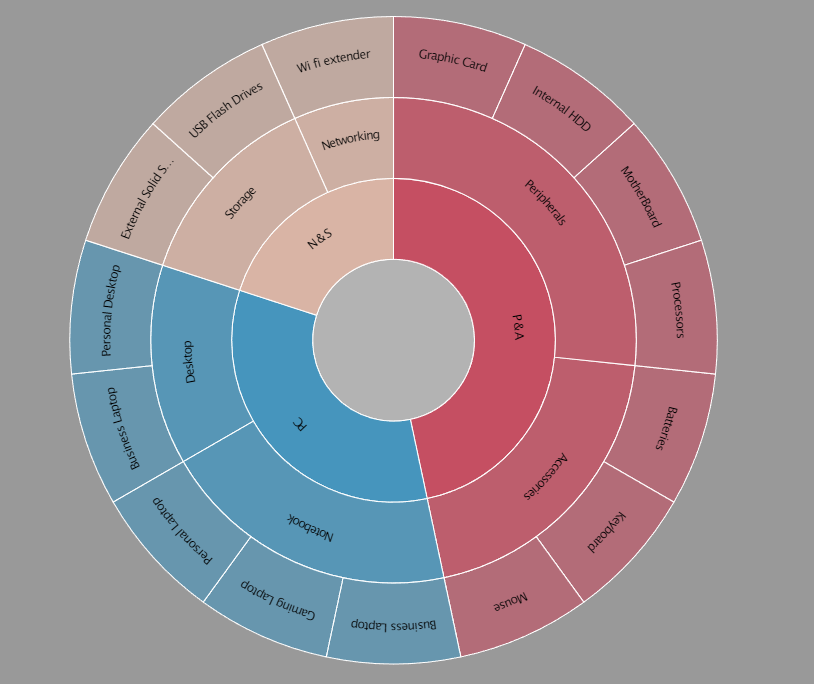 Graphic Card
Internal HDD
MotherBoard
Processors
Batteries
Keyboard
Mouse
Business Laptop
Gaming Laptop
Personal Laptop
Business Laptop
Personal Desktop
External Solid S...
USB Flash Drives
Wi fi extender
Peripherals
Accessories
Notebook
Desktop
Storage
Networking
P&A
PC
N&S